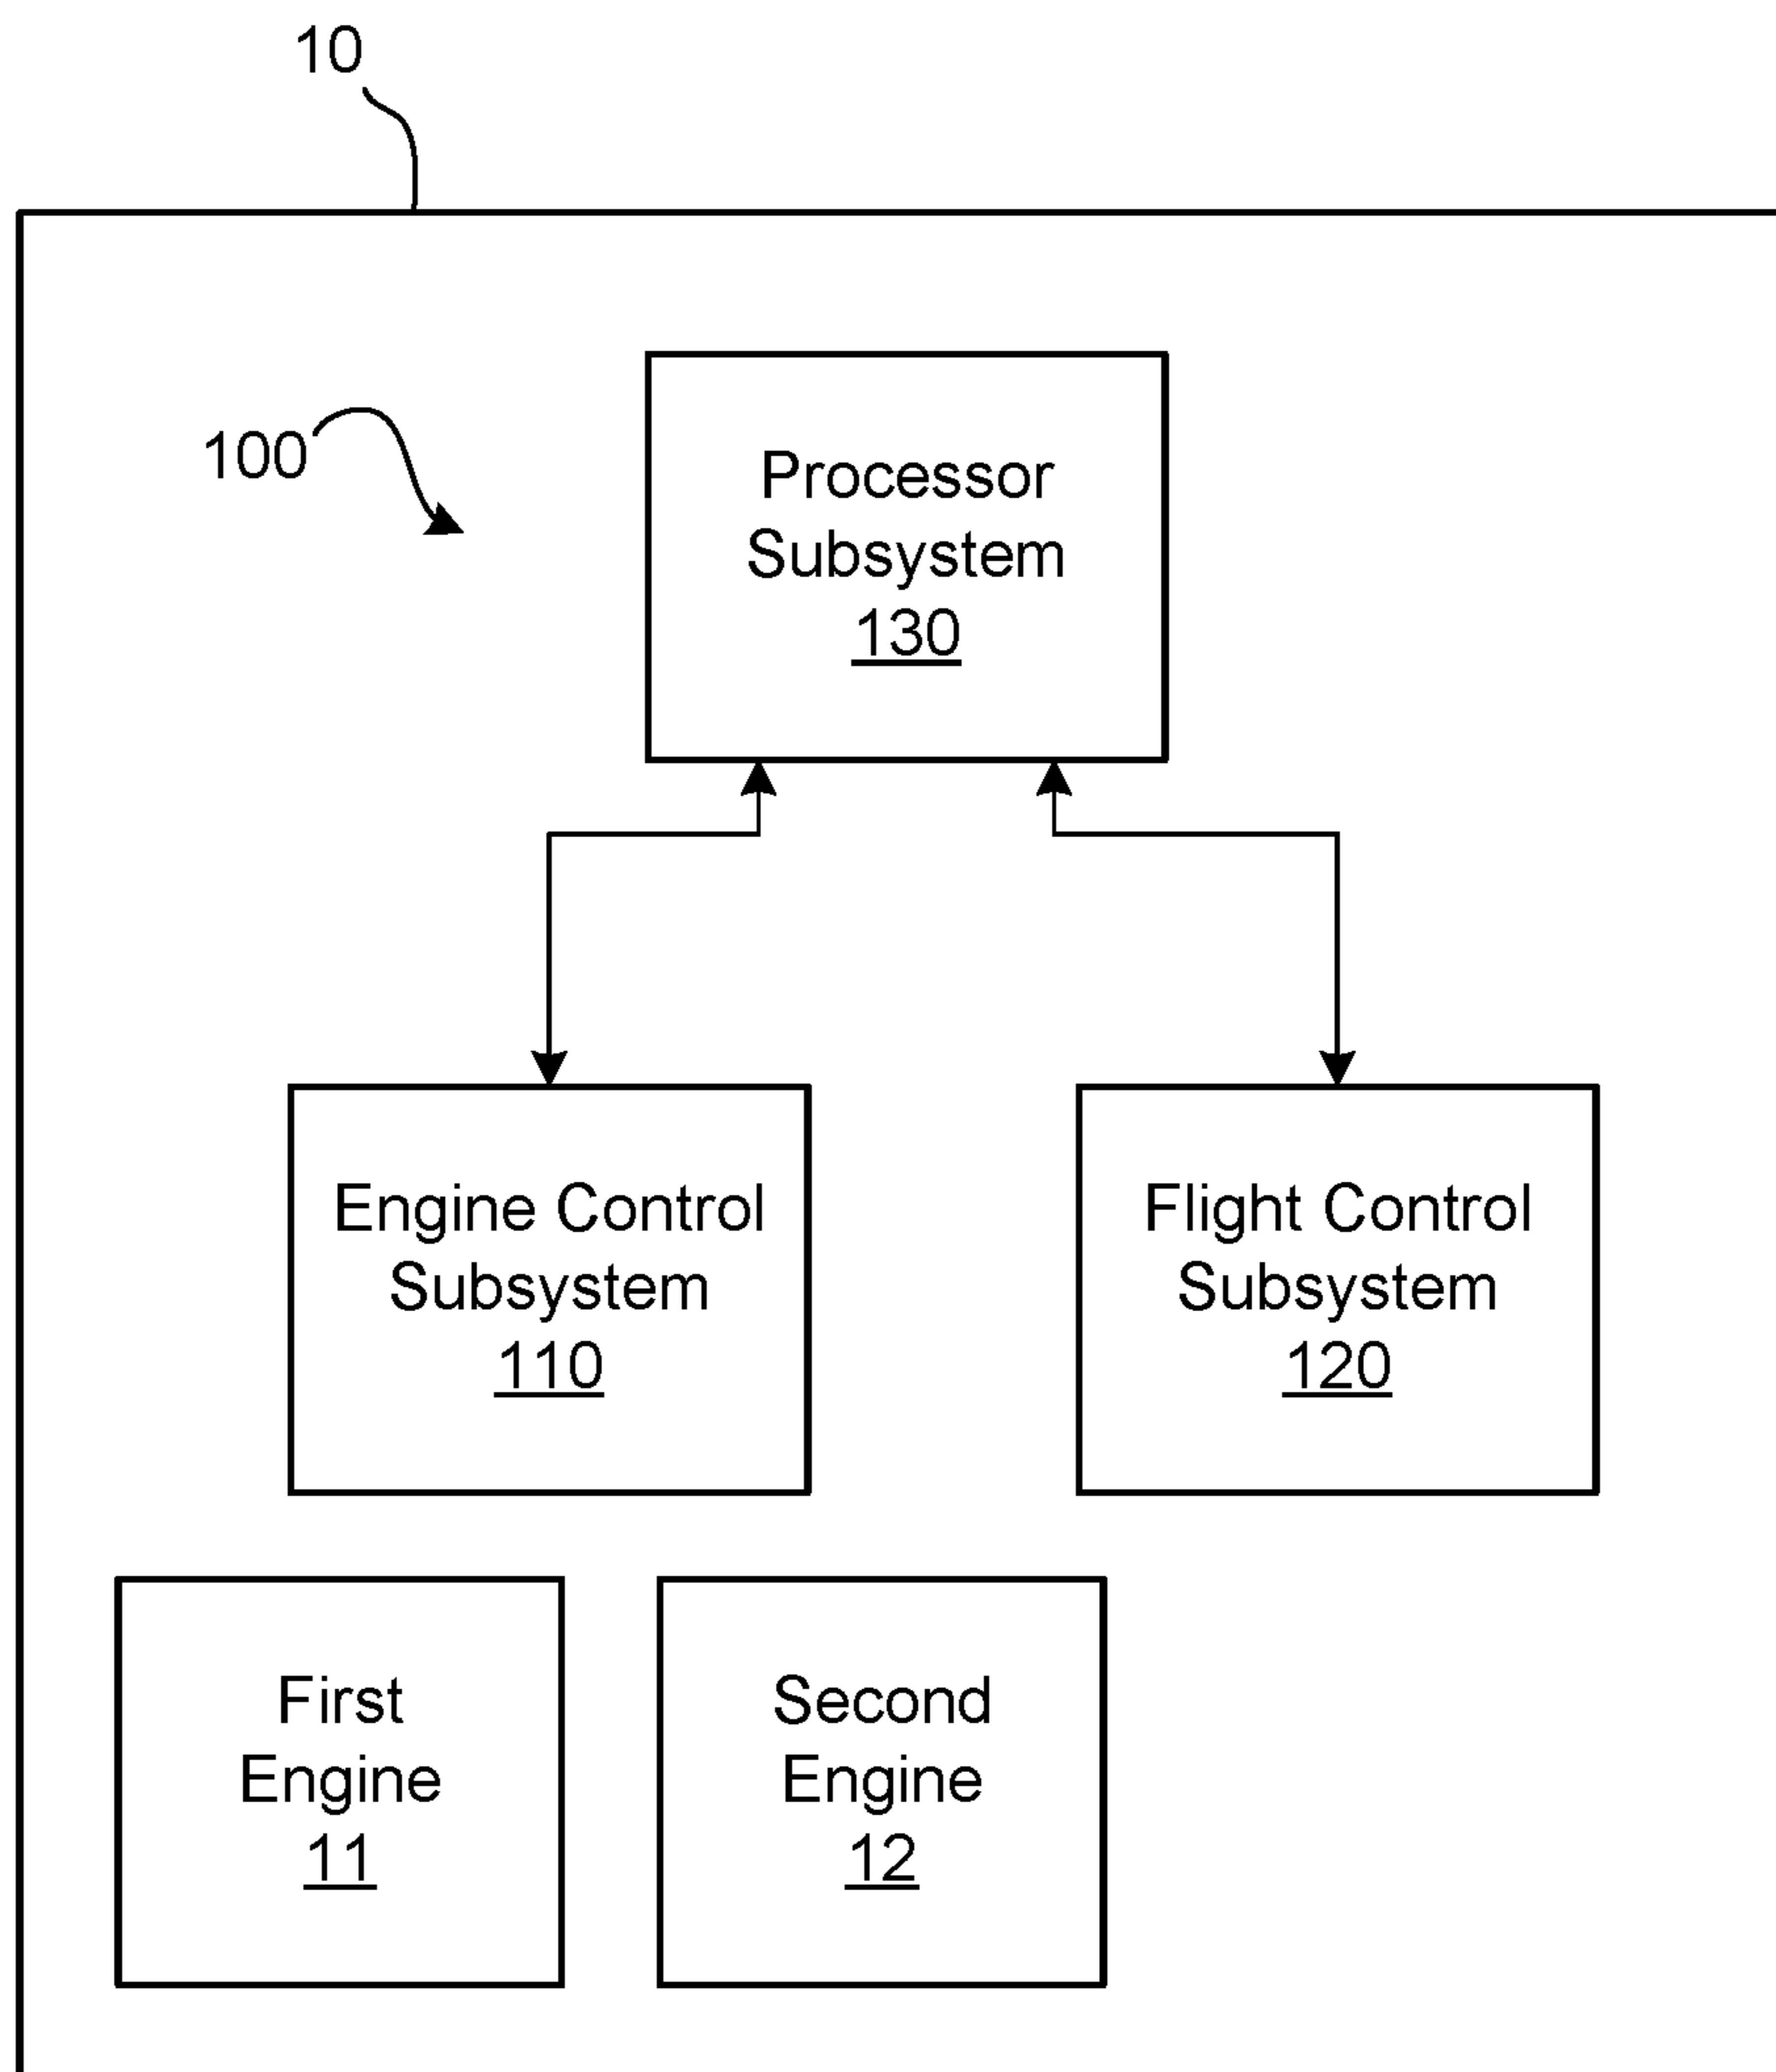 10
100
Processor
Subsystem
130
Engine Control
Subsystem
110
Flight Control
Subsystem
120
First
Engine
11
Second
Engine
12